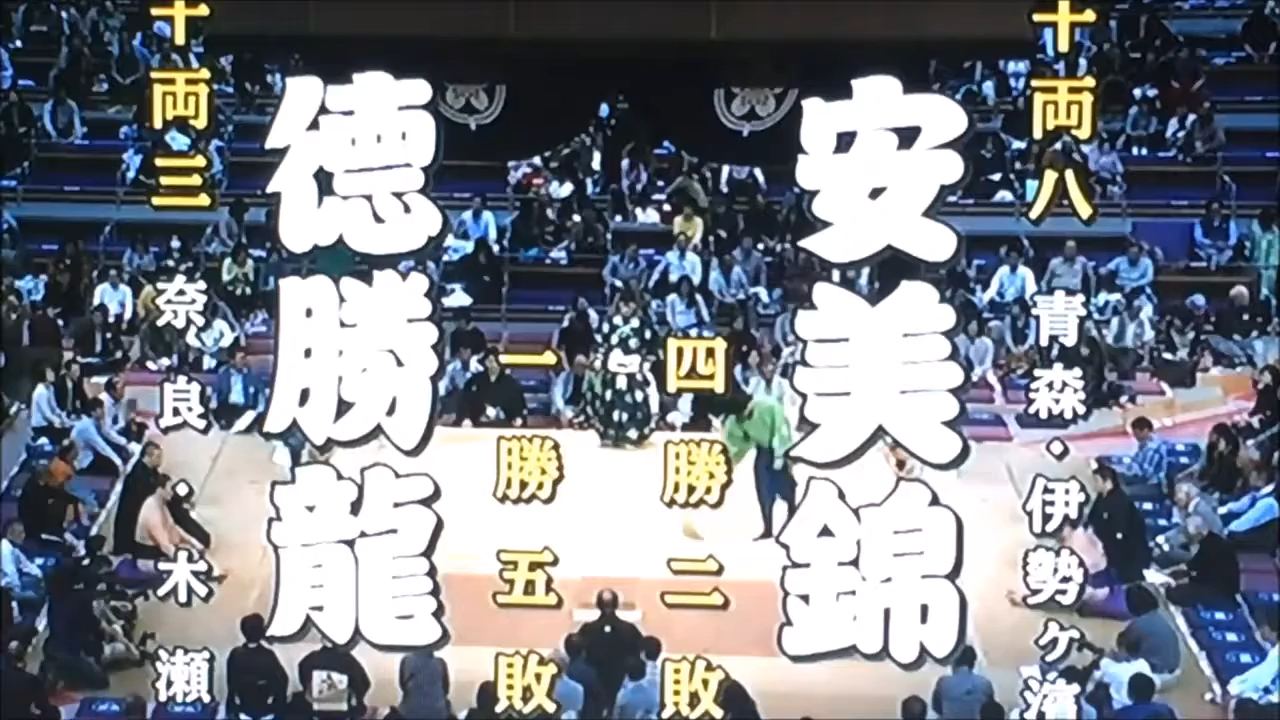 十両八
安美錦
青森・伊勢ヶ濱
四勝二敗
十両三
德勝龍
奈良・木瀬
一勝五敗